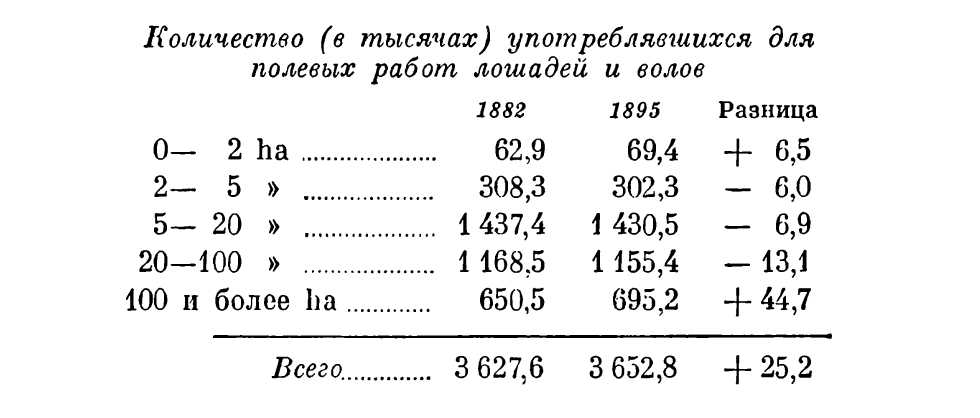 Количество (в тысячах) употреблявшихся для
полевых работ лошадей и волов
1882 1895 Разница
0— 2 ha ..................... 62,9 69,4 + 6,5
2— 5 » .................... 308,3 302,3 — 6,0
5— 20 » .................... 1 437,4 1 430,5 — 6,9
20—100 » .................... 1 168,5 1 155,4 — 13,1
100 и более ha ............. 650,5 695,2 + 44,7
Всего.............. 3 627,6 3 652,8 + 25,2